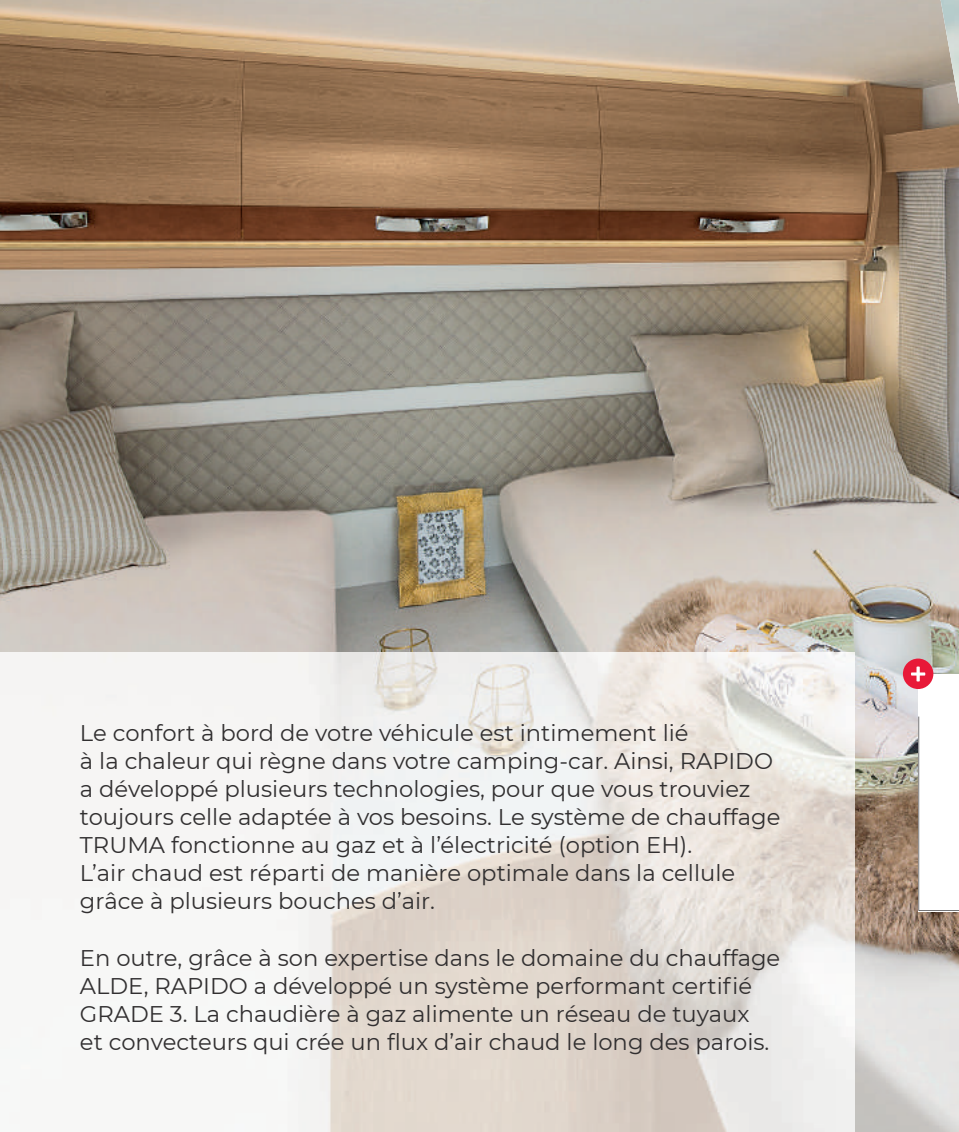 Le confort à bord de votre véhicule est intimement lié
à la chaleur qui règne dans votre camping-car. Ainsi, RAPIDO
a développé plusieurs technologies, pour que vous trouviez
toujours celle adaptée à vos besoins. Le système de chauffage
TRUMA fonctionne au gaz et à l’électricité (option EH).
L’air chaud est réparti de manière optimale dans la cellule
grâce à plusieurs bouches d’air.

En outre, grâce à son expertise dans le domaine du chauffage
ALDE, RAPIDO a développé un système performant certifié
GRADE 3. La chaudière à gaz alimente un réseau de tuyaux
et convecteurs qui crée un flux d’air chaud le long des parois.